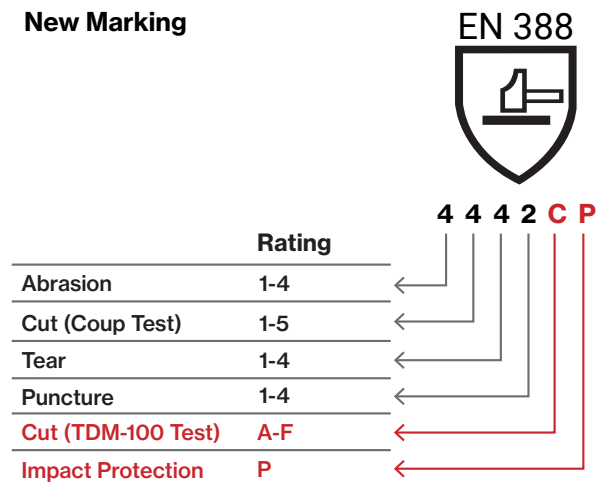 New Marking
EN 388
4 4 4 2 C P
Rating
Abrasion 1-4
Cut (Coup Test) 1-5
Tear 1-4
Puncture 1-4
Cut (TDM-100 Test) A-F
Impact Protection P